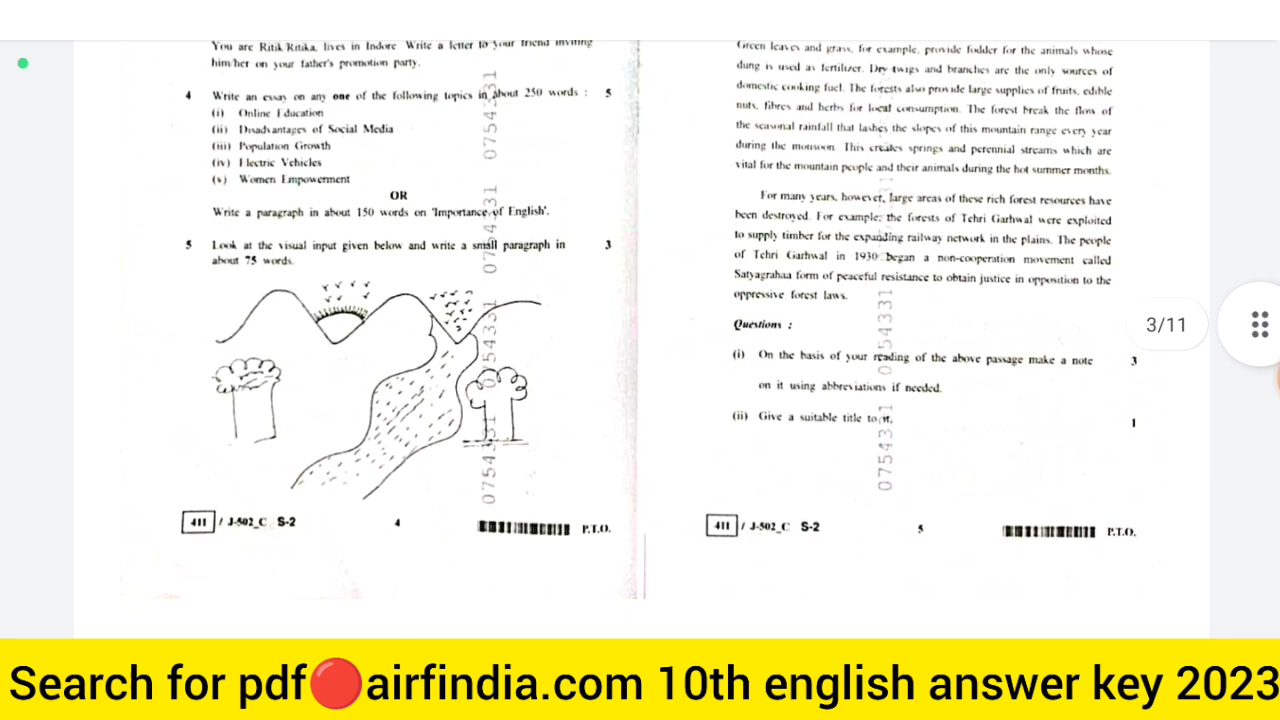 You are Ritik/Ritika, lives in Indore Write a letter to your friend inviting
him/her on your father's promotion party.
4 Write an essay on any one of the following topics in about 250 words : 5
(i) Online Education
(ii) Disadvantages of Social Media
(iii) Population Growth
(iv) Electric Vehicles
(v) Women Empowerment
OR
Write a paragraph in about 150 words on 'Importance of English'.
5 Look at the visual input given below and write a small paragraph in 3
about 75 words.
0754331 0754331 0754331 0754331
411 / J-502_C S-2 4 P.T.O.
Green leaves and grass, for example, provide fodder for the animals whose
dung is used as fertilizer. Dry twigs and branches are the only sources of
domestic cooking fuel. The forests also provide large supplies of fruits, edible
nuts, fibres and herbs for local consumption. The forest break the flow of
the seasonal rainfall that lashes the slopes of this mountain range every year
during the monsoon. This creates springs and perennial streams which are
vital for the mountain people and their animals during the hot summer months.
For many years, however, large areas of these rich forest resources have
been destroyed. For example; the forests of Tehri Garhwal were exploited
to supply timber for the expanding railway network in the plains. The people
of Tehri Garhwal in 1930 began a non-cooperation movement called
Satyagrahaa form of peaceful resistance to obtain justice in opposition to the
oppressive forest laws.
Questions :
(i) On the basis of your reading of the above passage make a note 3
on it using abbreviations if needed.
(ii) Give a suitable title to it. 1
0754331 0754331
411 / J-502_C S-2 5 P.T.O.
3/11
Search for pdf🔴airfindia.com 10th english answer key 2023